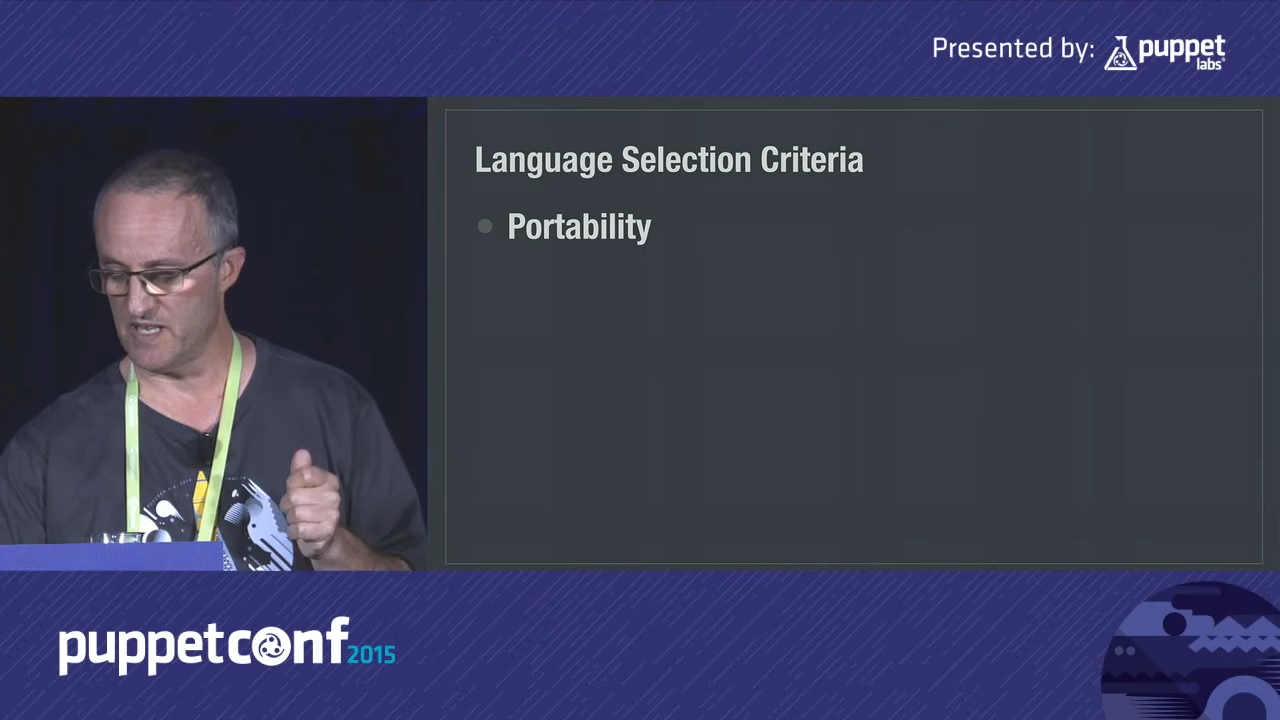 Presented by: puppet labs®
Language Selection Criteria
Portability
puppetconf 2015